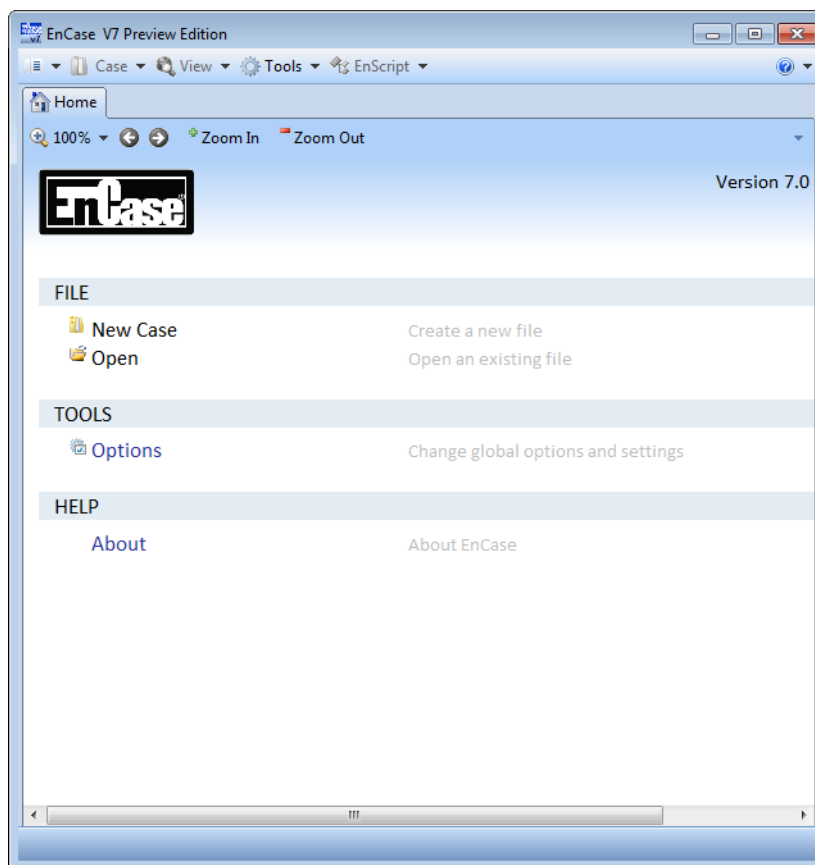 EnCase V7 Preview Edition
Case View Tools EnScript
Home
100% Zoom In Zoom Out
EnCase®
Version 7.0
FILE
New Case Create a new file
Open Open an existing file
TOOLS
Options Change global options and settings
HELP
About About EnCase